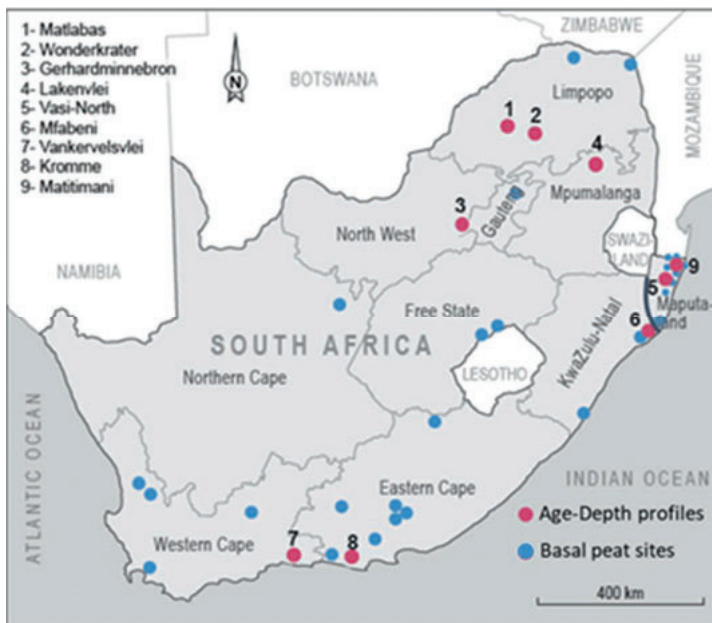 1- Matlabas
2- Wonderkrater
3- Gerhardminnebron
4- Lakenvlei
5- Vasi-North
6- Mfabeni
7- Vankervelsvlei
8- Kromme
9- Matitimani
N
ZIMBABWE
BOTSWANA
MOZAMBIQUE
Limpopo
1
2
4
Mpumalanga
3
Gauteng
North West
SWAZI-
LAND
9
NAMIBIA
5
Maputa-
land
6
Free State
KwaZulu-Natal
SOUTH AFRICA
LESOTHO
Northern Cape
ATLANTIC OCEAN
INDIAN OCEAN
Eastern Cape
Age-Depth profiles
Western Cape
7
8
Basal peat sites
400 km